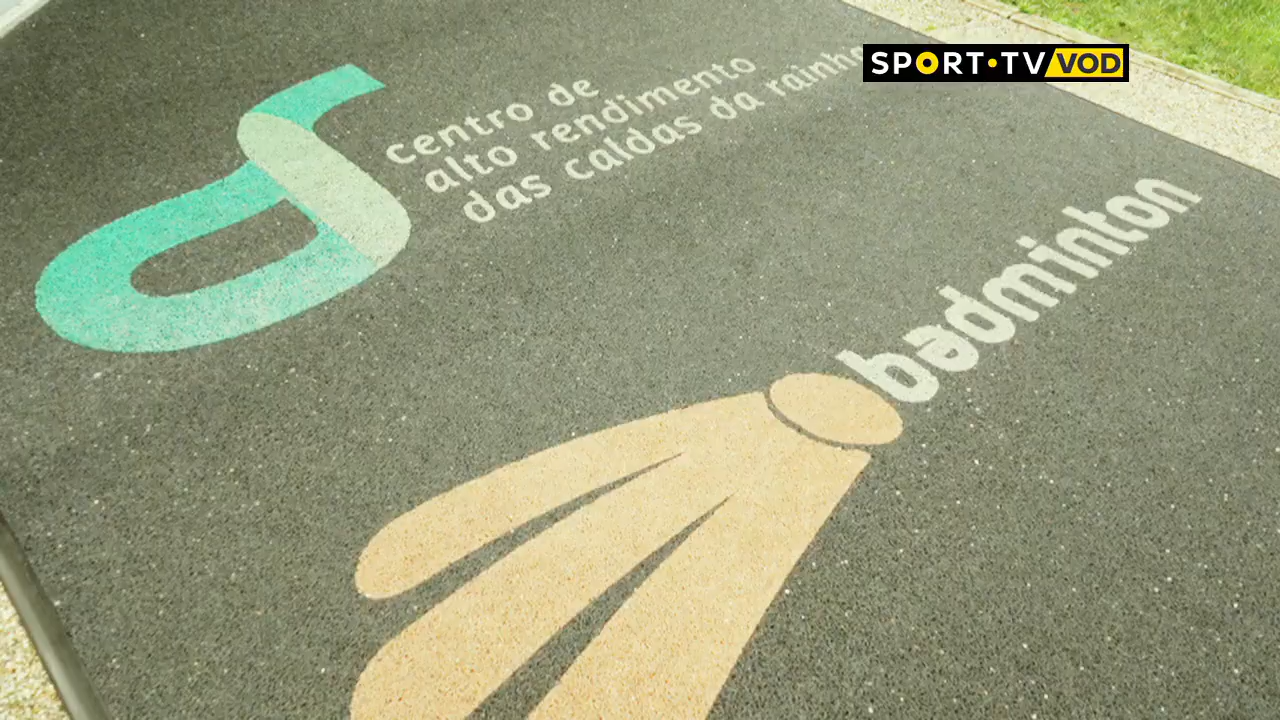 SPORT•TV VOD
centro de
alto rendimento
das caldas da rainha
badminton